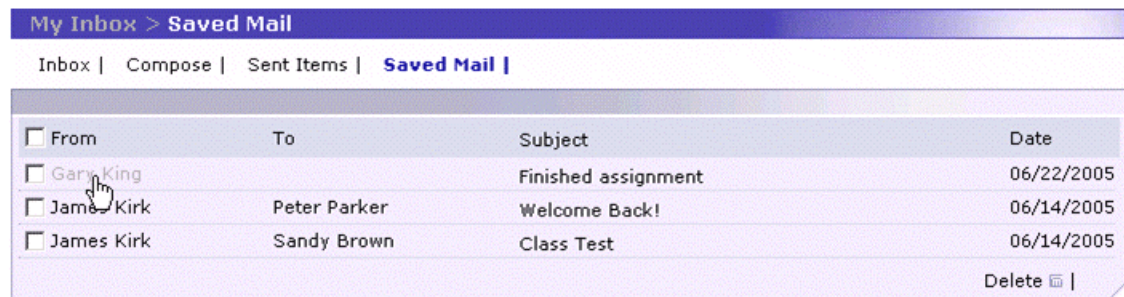 My Inbox > Saved Mail
Inbox | Compose | Sent Items | Saved Mail |
From To Subject Date
Gary King Finished assignment 06/22/2005
James Kirk Peter Parker Welcome Back! 06/14/2005
James Kirk Sandy Brown Class Test 06/14/2005
Delete |